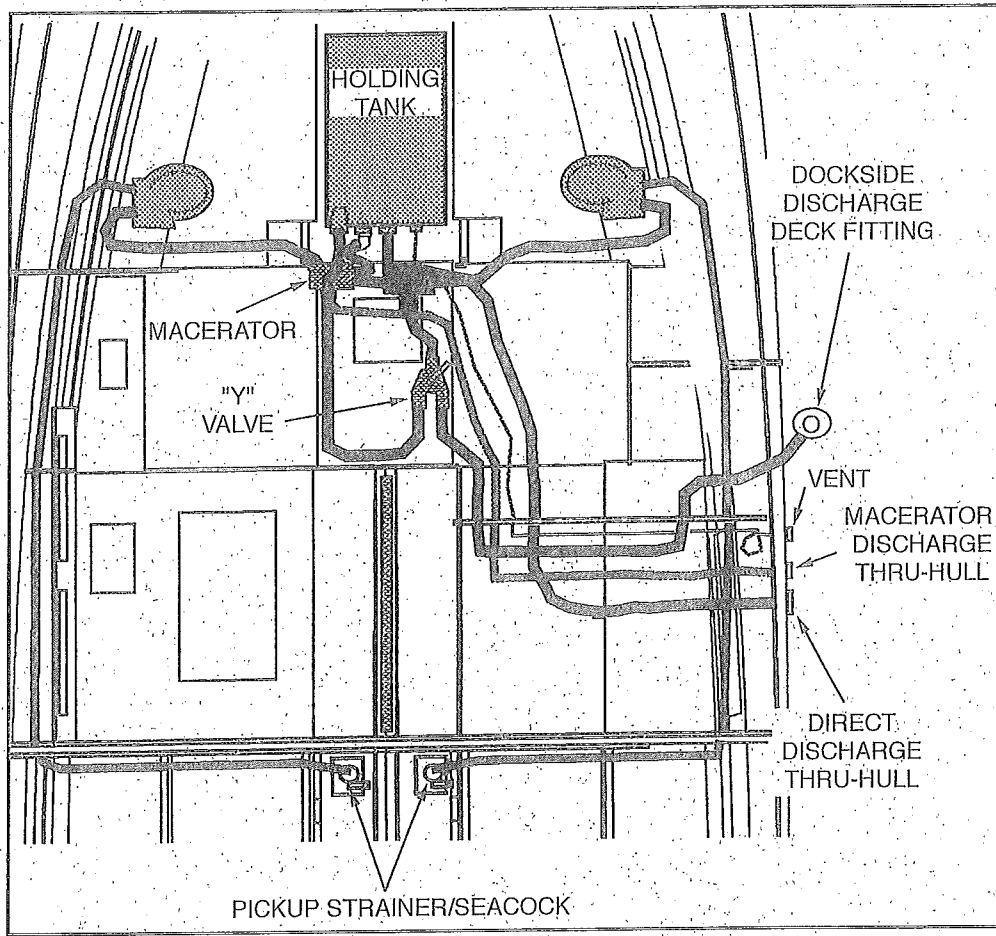 HOLDING
TANK
DOCKSIDE
DISCHARGE
DECK FITTING
MACERATOR
"Y"
VALVE
VENT
MACERATOR
DISCHARGE
THRU-HULL
DIRECT
DISCHARGE
THRU-HULL
PICKUP STRAINER/SEACOCK